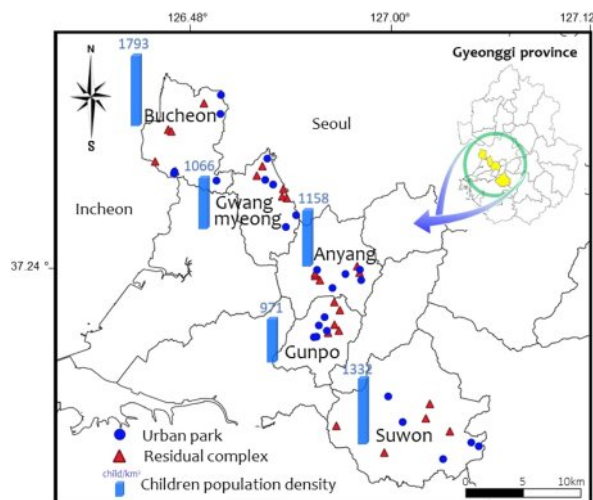 126.48 °
127.00 °
127.12
1793
Gyeonggi province
N
S
Bucheon
Seoul
1066
Incheon
Gwang
myeong
1158
Anyang
37.24 °
971
Gunpo
1332
Suwon
Urban park
Residual complex
child/km²
Children population density
0
5
10km